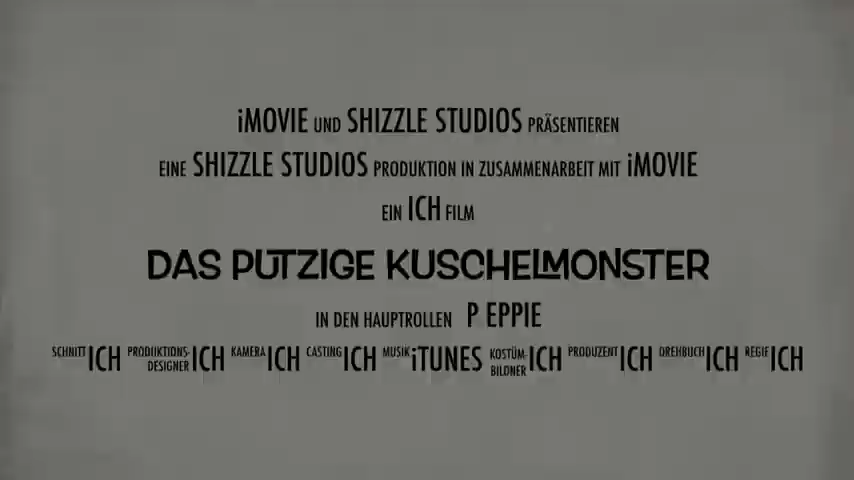 iMOVIE UND SHIZZLE STUDIOS PRÄSENTIEREN
EINE SHIZZLE STUDIOS PRODUKTION IN ZUSAMMENARBEIT MIT iMOVIE
EIN ICH FILM
DAS PUTZIGE KUSCHELMONSTER
IN DEN HAUPTROLLEN P EPPIE
SCHNITT ICH PRODUKTIONS-DESIGNER ICH KAMERA ICH CASTING ICH MUSIK iTUNES KOSTÜM-BILDNER ICH PRODUZENT ICH DREHBUCH ICH REGIE ICH